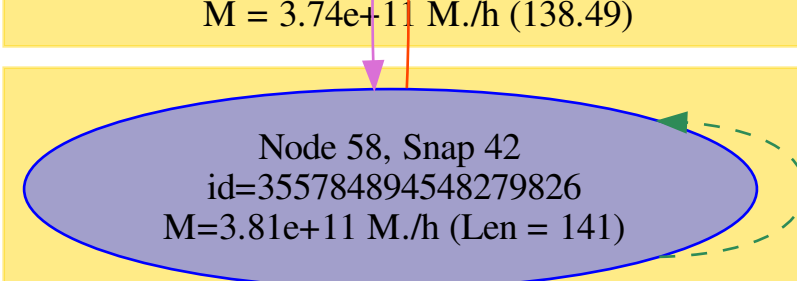 M = 3.74e+11 M./h (138.49)
Node 58, Snap 42
id=355784894548279826
M=3.81e+11 M./h (Len = 141)